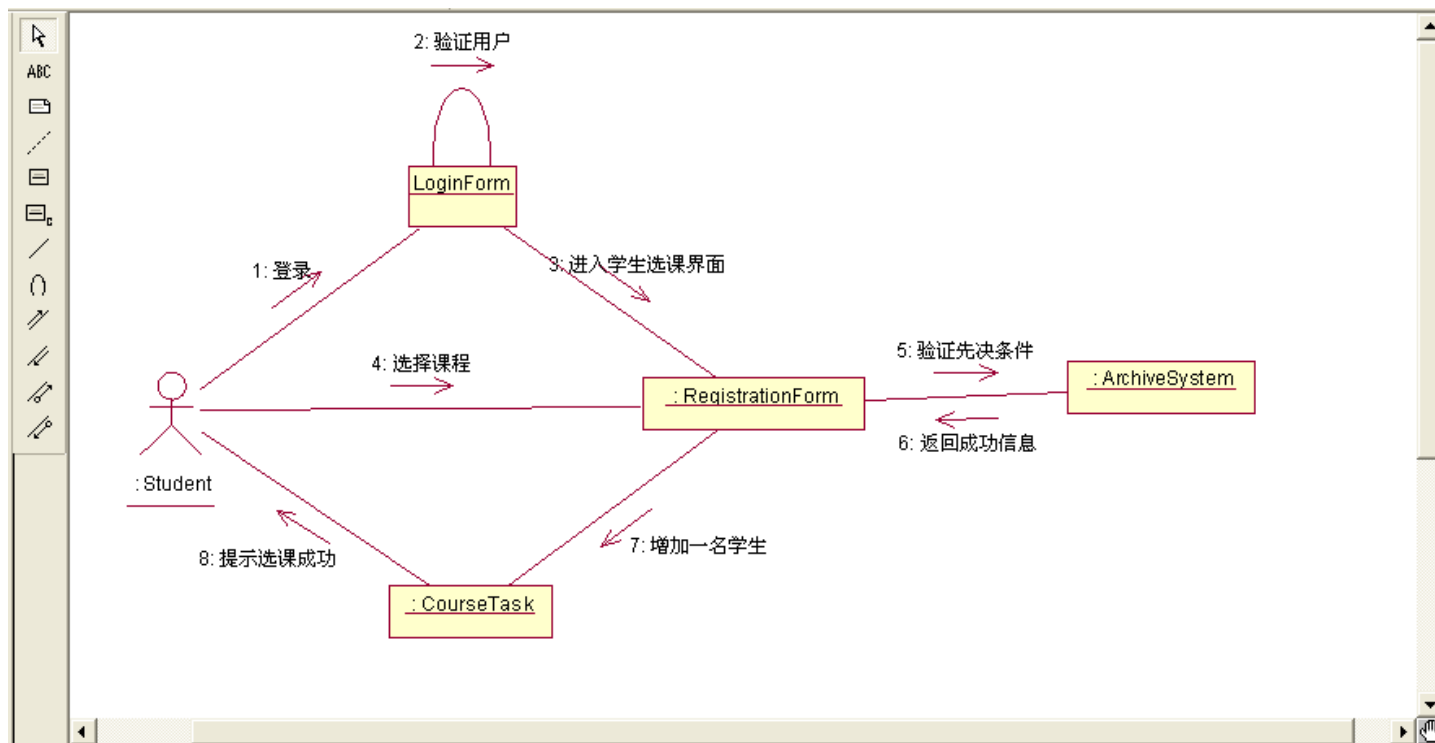 2: 验证用户
ABC
LoginForm
1: 登录
3: 进入学生选课界面
4: 选择课程
5: 验证先决条件
: ArchiveSystem
: RegistrationForm
6: 返回成功信息
: Student
7: 增加一名学生
8: 提示选课成功
: CourseTask